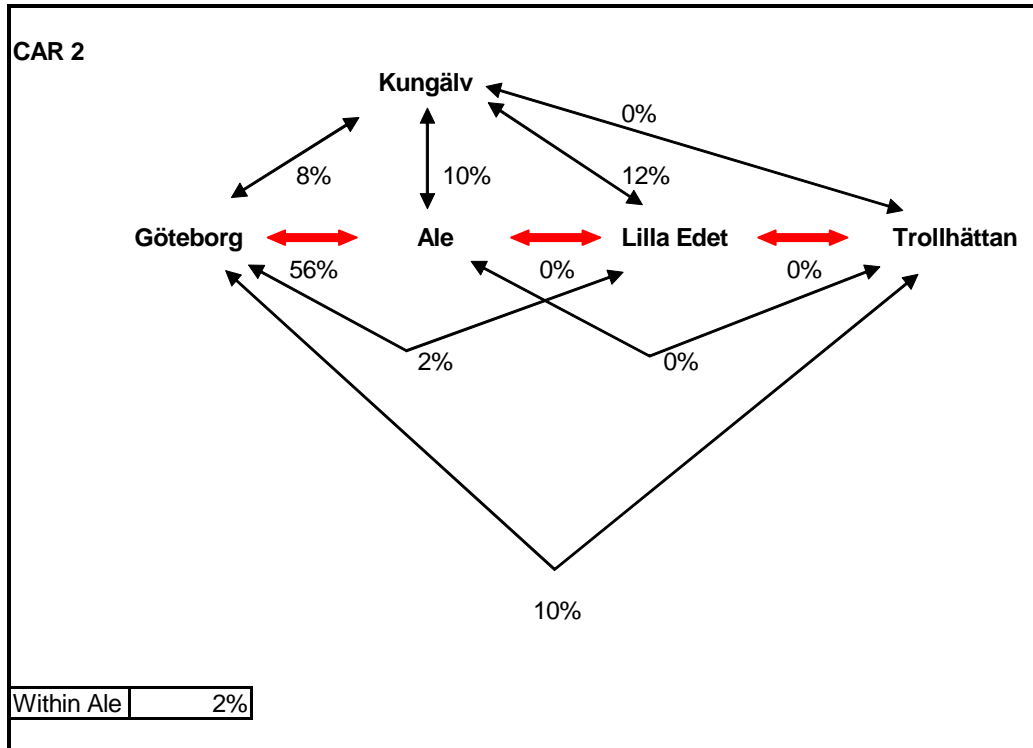 CAR 2
Kungälv
0%
8%
10%
12%
Göteborg
Ale
Lilla Edet
Trollhättan
56%
0%
0%
2%
0%
10%
Within Ale 2%